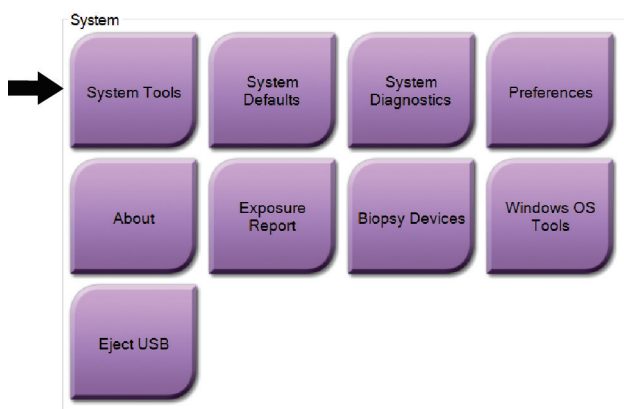 System
System Tools
System
Defaults
System
Diagnostics
Preferences
About
Exposure
Report
Biopsy Devices
Windows OS
Tools
Eject USB